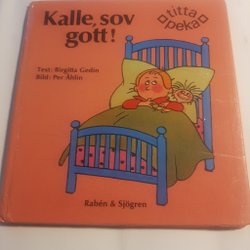 Kalle, sov
gott!
titta
peka
Text: Birgitta Gedin
Bild: Per Åhlin
Rabén & Sjögren